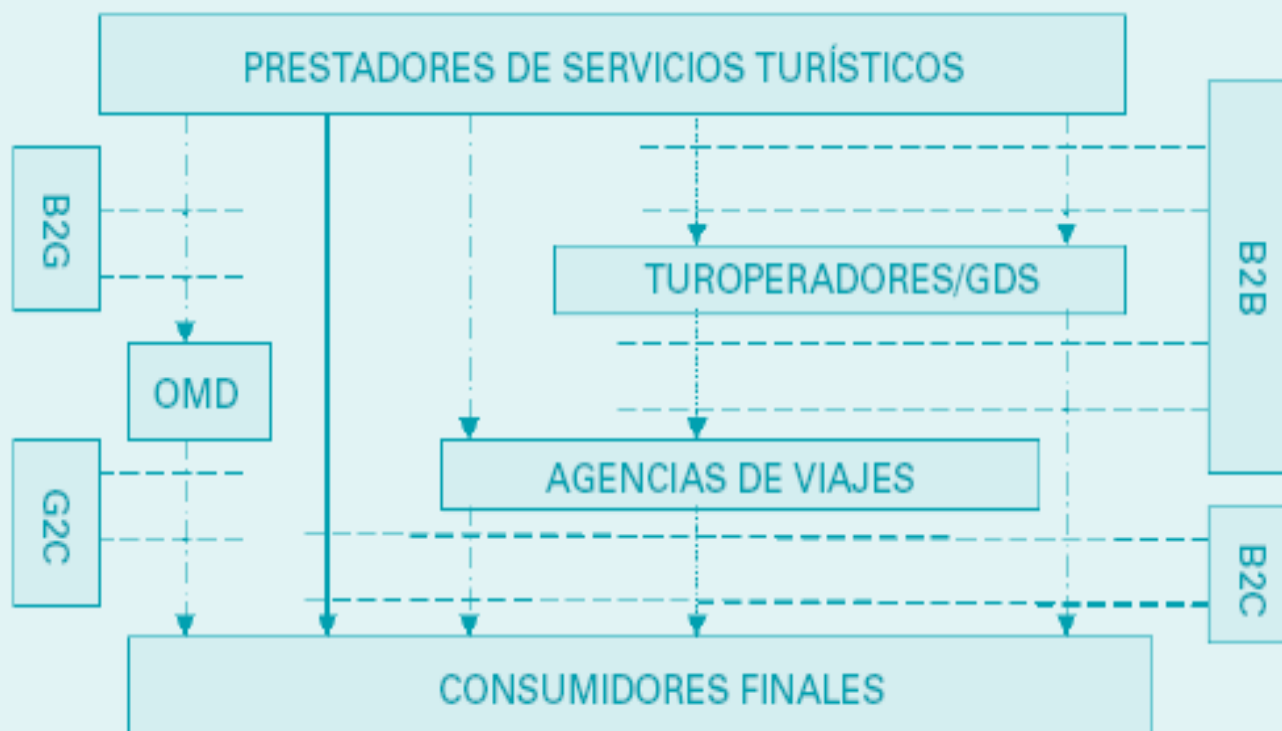 PRESTADORES DE SERVICIOS TURÍSTICOS
B2G
B2B
TUROPERADORES/GDS
OMD
G2C
AGENCIAS DE VIAJES
B2C
CONSUMIDORES FINALES